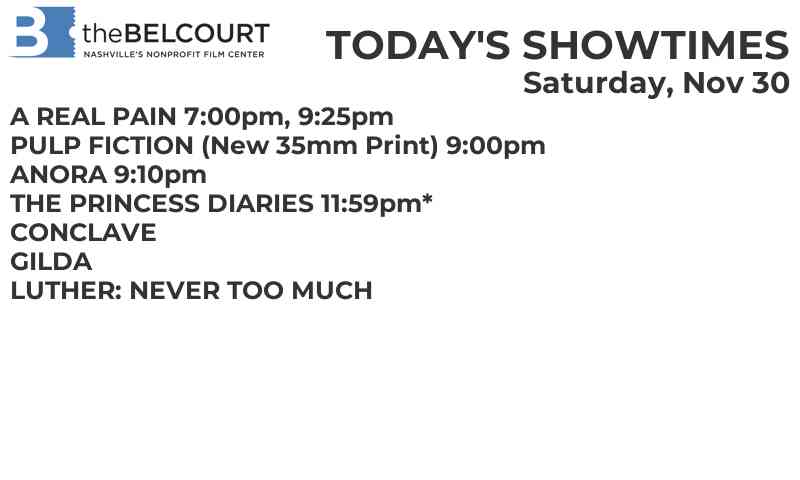 B theBELCOURT
NASHVILLE'S NONPROFIT FILM CENTER
TODAY'S SHOWTIMES
Saturday, Nov 30
A REAL PAIN 7:00pm, 9:25pm
PULP FICTION (New 35mm Print) 9:00pm
ANORA 9:10pm
THE PRINCESS DIARIES 11:59pm*
CONCLAVE
GILDA
LUTHER: NEVER TOO MUCH